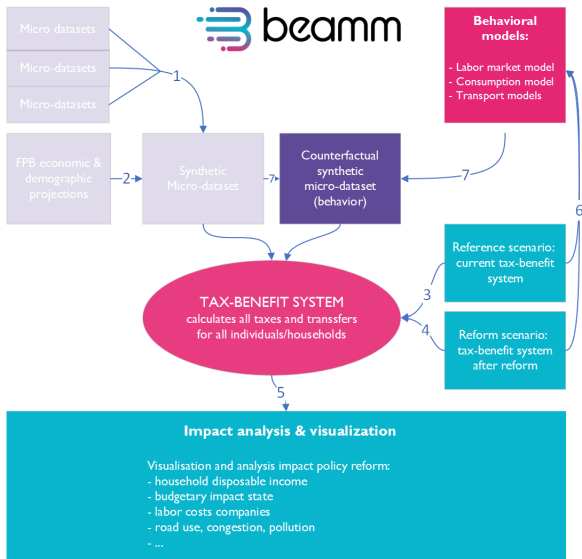 beamm
Micro datasets
Micro-datasets
Micro-datasets
1
Behavioral
models:
- Labor market model
- Consumption model
- Transport models
FPB economic &
demographic
projections
2
Synthetic
Micro-dataset
7
Counterfactual
synthetic
micro-dataset
(behavior)
7
6
Reference scenario:
current tax-benefit
system
3
TAX-BENEFIT SYSTEM
calculates all taxes and transsfers
for all individuals/households
4
Reform scenario:
tax-benefit system
after reform
5
Impact analysis & visualization
Visualisation and analysis impact policy reform:
- household disposable income
- budgetary impact state
- labor costs companies
- road use, congestion, pollution
- ...